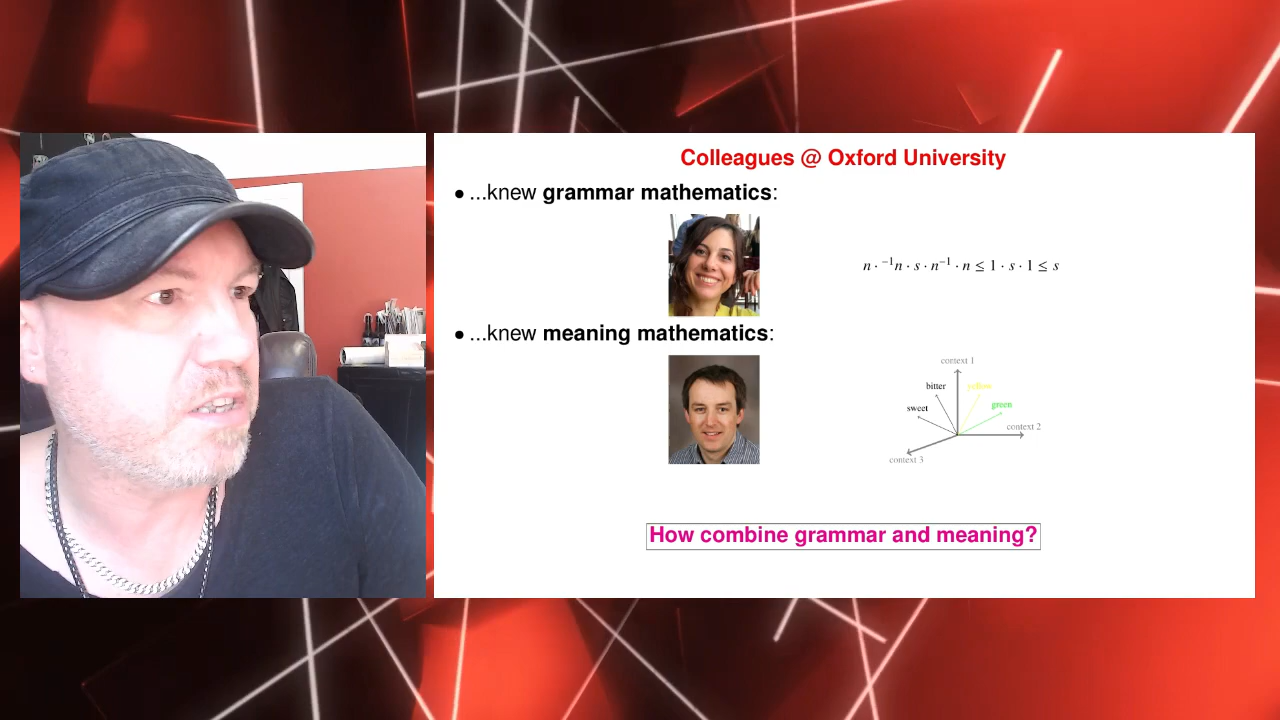 Colleagues @ Oxford University
• ...knew grammar mathematics:
n · ⁻¹n · s · n⁻¹ · n ≤ 1 · s · 1 ≤ s
• ...knew meaning mathematics:
context 1
bitter
yellow
sweet
green
context 2
context 3
How combine grammar and meaning?